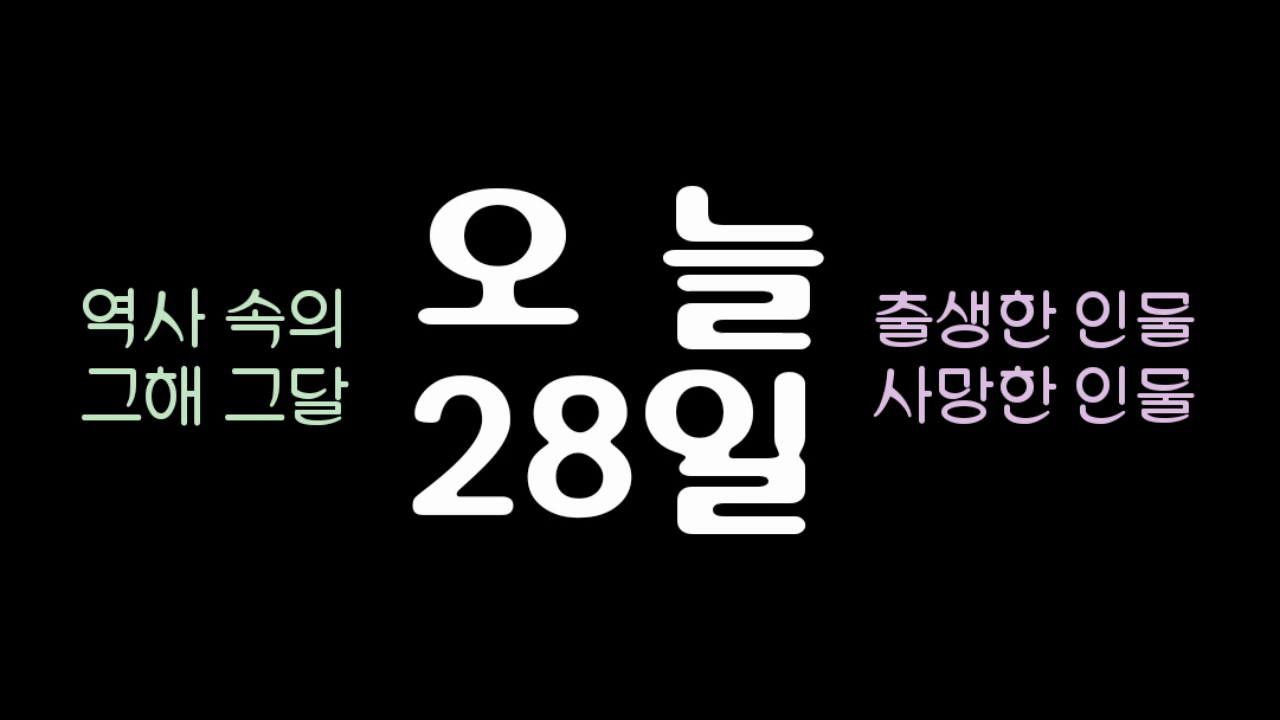 역사 속의
그해 그달
오 늘
28일
출생한 인물
사망한 인물